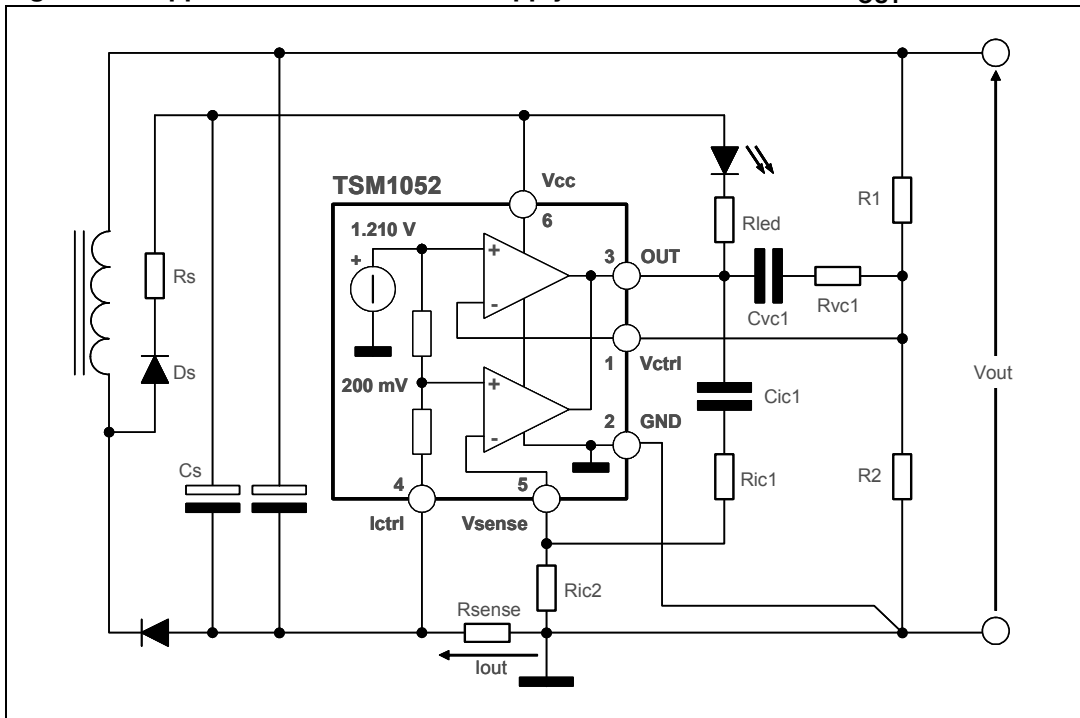 TSM1052
Vcc
6
1.210 V
+
Rs
Ds
Cs
200 mV
+
-
+
-
3
OUT
1
Vctrl
2
GND
4
Ictrl
5
Vsense
Rled
Cvc1
Rvc1
R1
Cic1
Ric1
R2
Vout
Ric2
Rsense
Iout